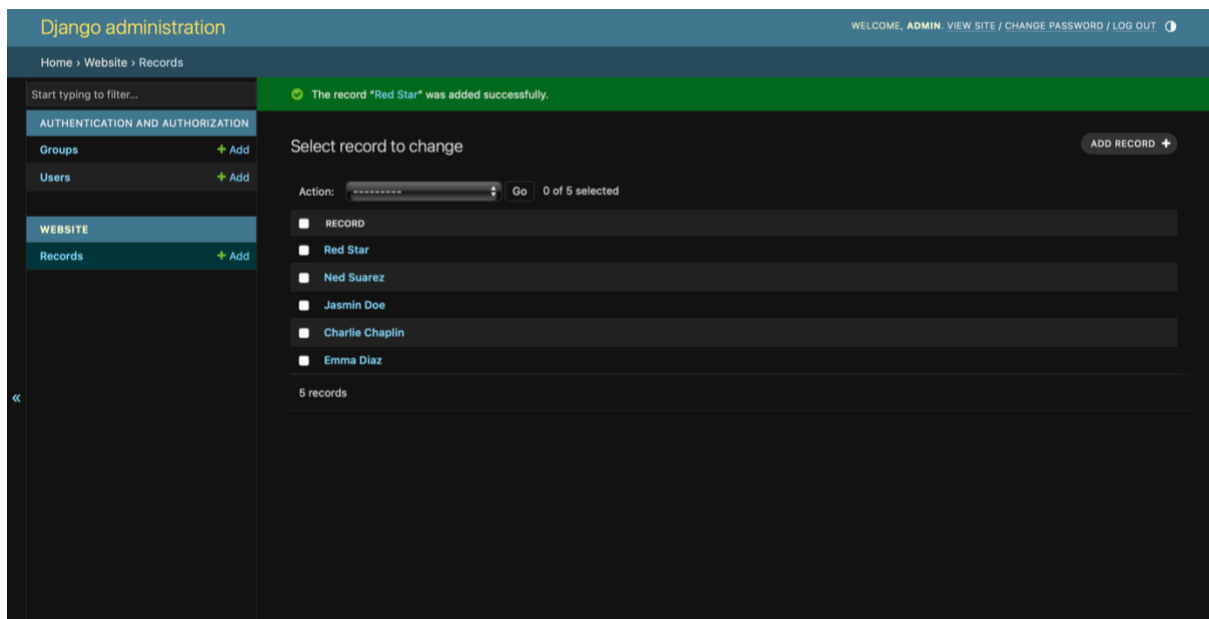 Django administration
WELCOME, ADMIN. VIEW SITE / CHANGE PASSWORD / LOG OUT
Home › Website › Records
Start typing to filter...
The record “Red Star” was added successfully.
AUTHENTICATION AND AUTHORIZATION
Groups + Add
Users + Add
WEBSITE
Records + Add
«
Select record to change
ADD RECORD +
Action: --------- Go 0 of 5 selected
RECORD
Red Star
Ned Suarez
Jasmin Doe
Charlie Chaplin
Emma Diaz
5 records